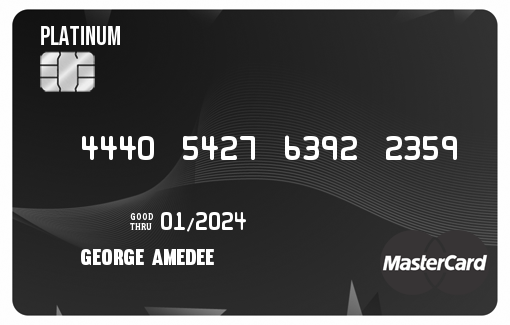 PLATINUM
4440 5427 6392 2359
GOOD THRU 01/2024
GEORGE AMEDEE
MasterCard